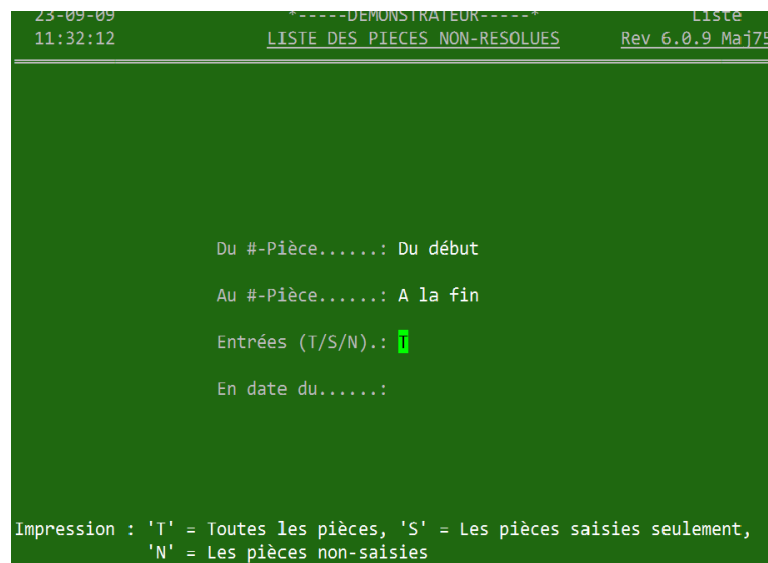 23-09-09 *-----DEMONSTRATEUR-----* Liste
11:32:12 LISTE DES PIECES NON-RESOLUES Rev 6.0.9 Maj75
Du #-Pièce......: Du début
Au #-Pièce......: A la fin
Entrées (T/S/N).: T
En date du......:
Impression : 'T' = Toutes les pièces, 'S' = Les pièces saisies seulement,
'N' = Les pièces non-saisies